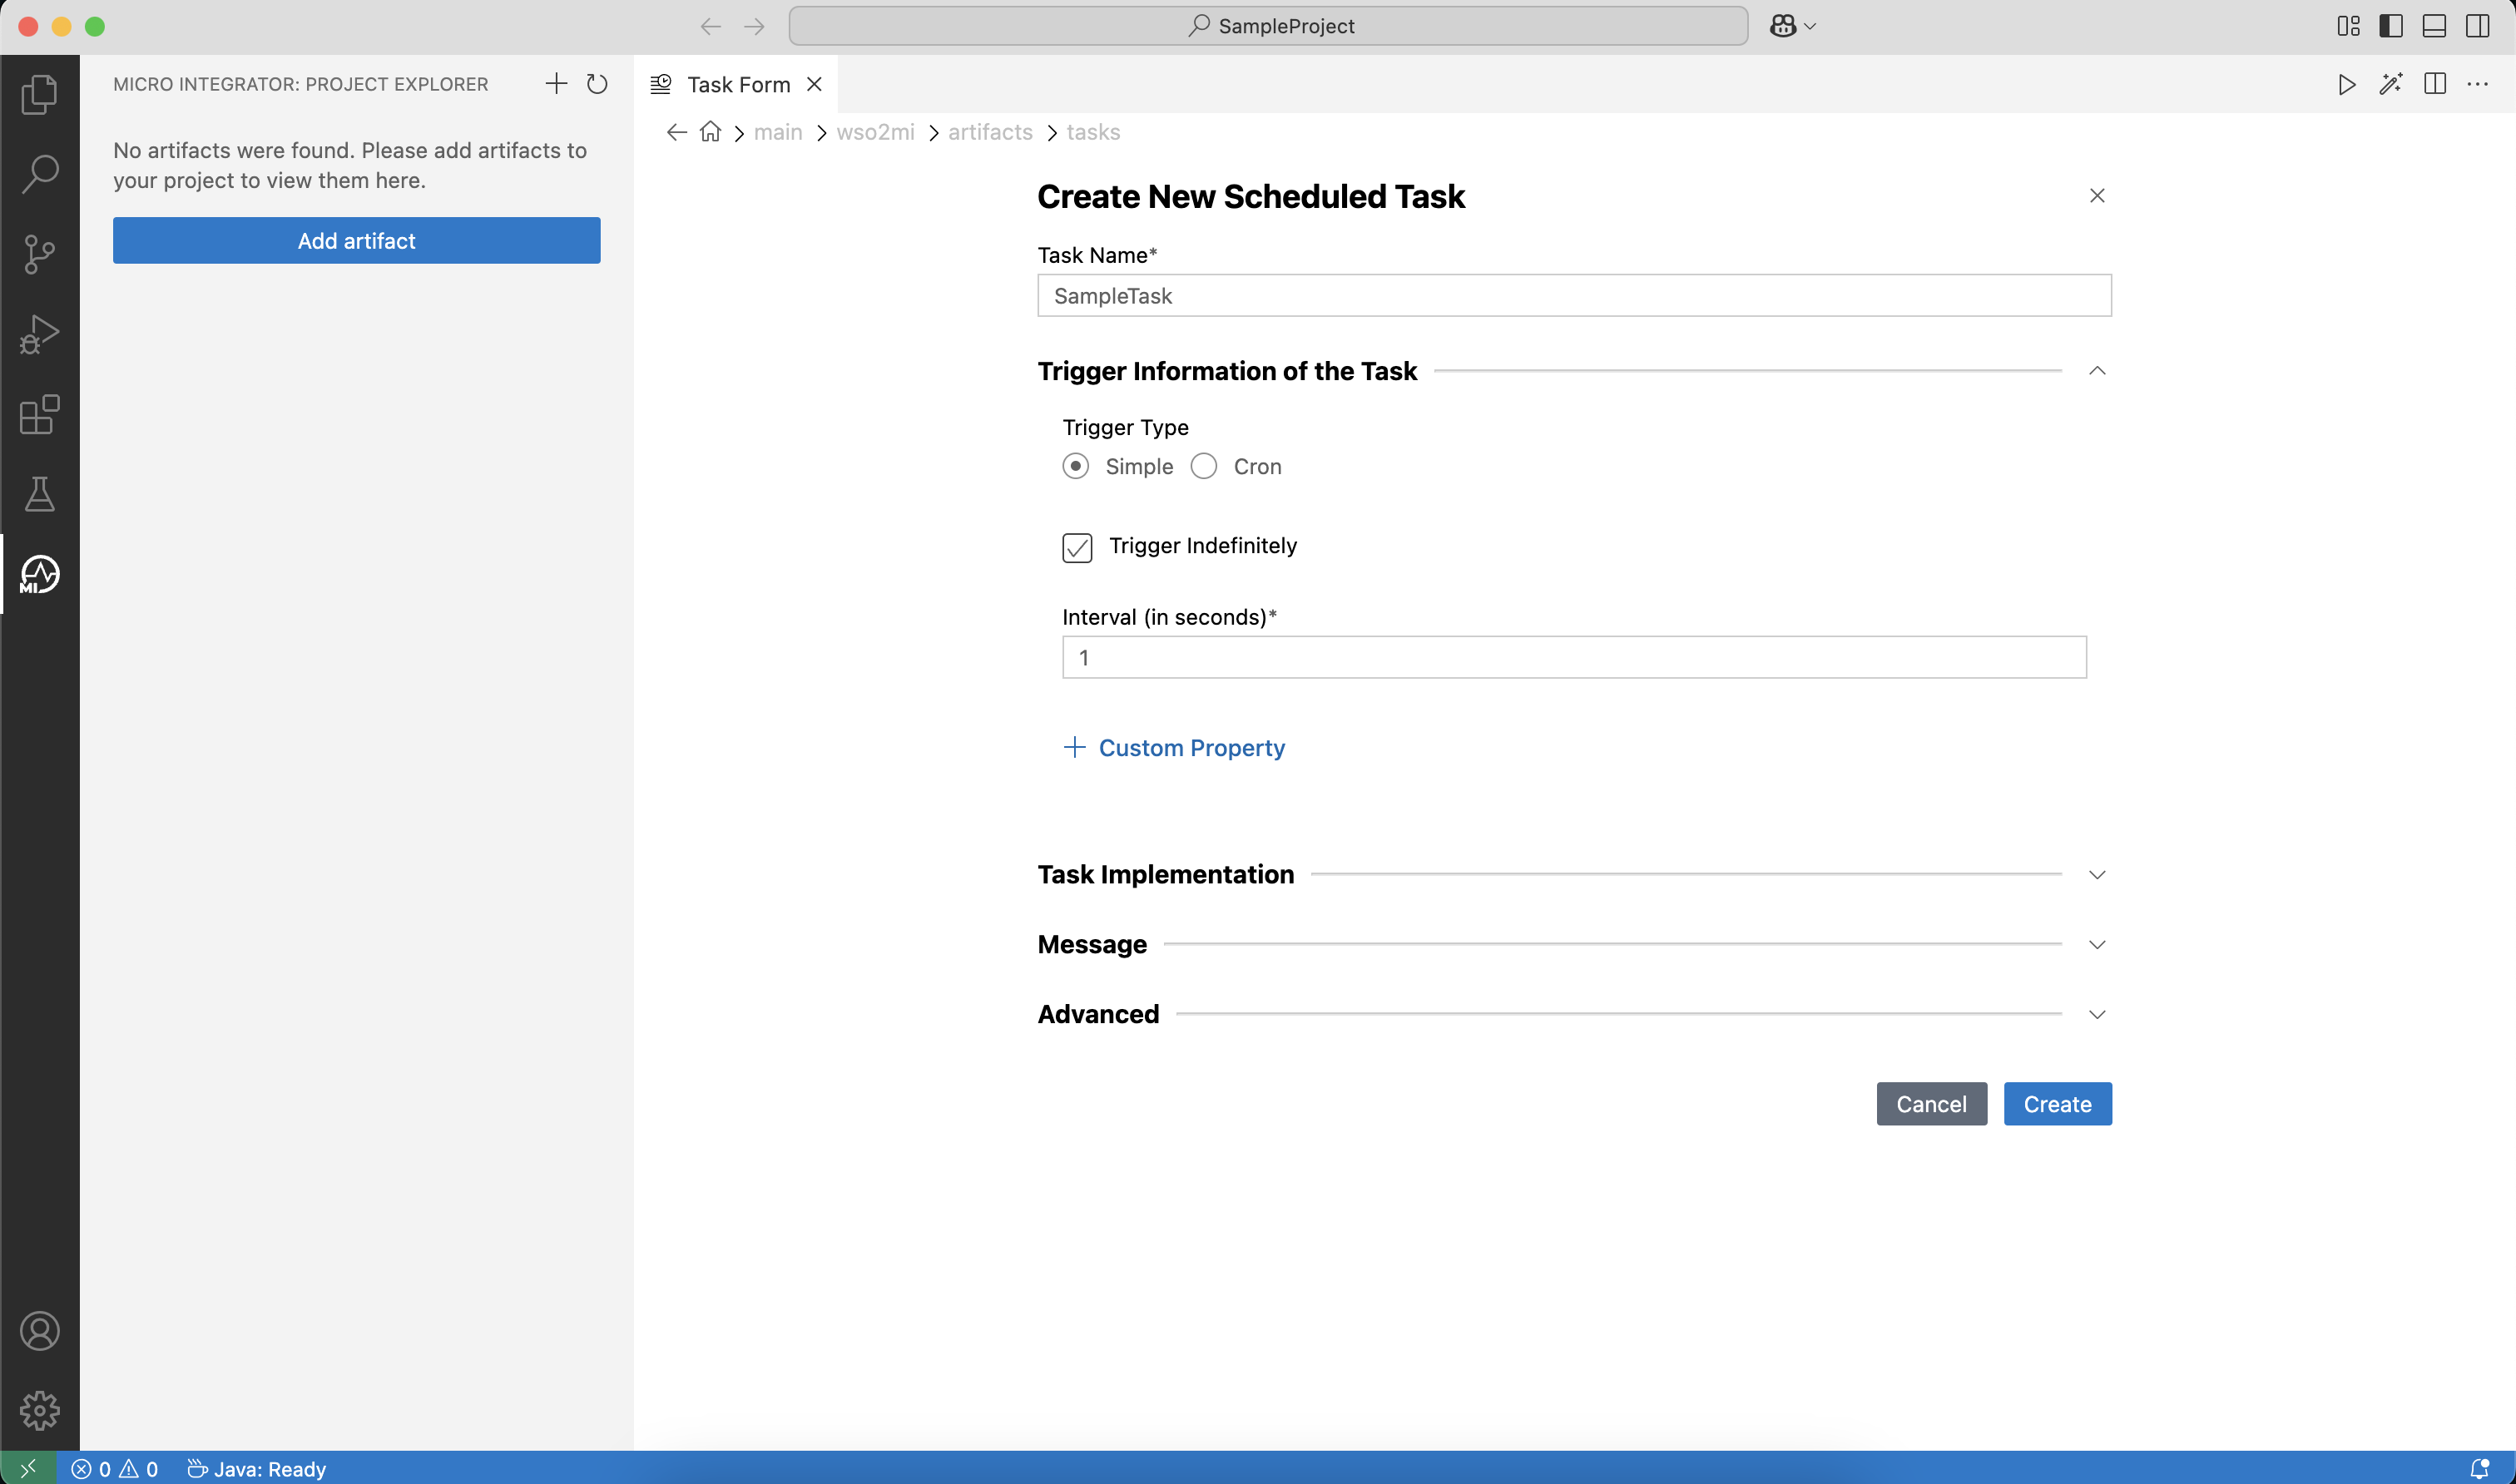 SampleProject
MICRO INTEGRATOR: PROJECT EXPLORER
No artifacts were found. Please add artifacts to
your project to view them here.
Add artifact
MI
Task Form
main > wso2mi > artifacts > tasks
Create New Scheduled Task
Task Name*
SampleTask
Trigger Information of the Task
Trigger Type
Simple Cron
Trigger Indefinitely
Interval (in seconds)*
1
+ Custom Property
Task Implementation
Message
Advanced
Cancel Create
0 0 Java: Ready